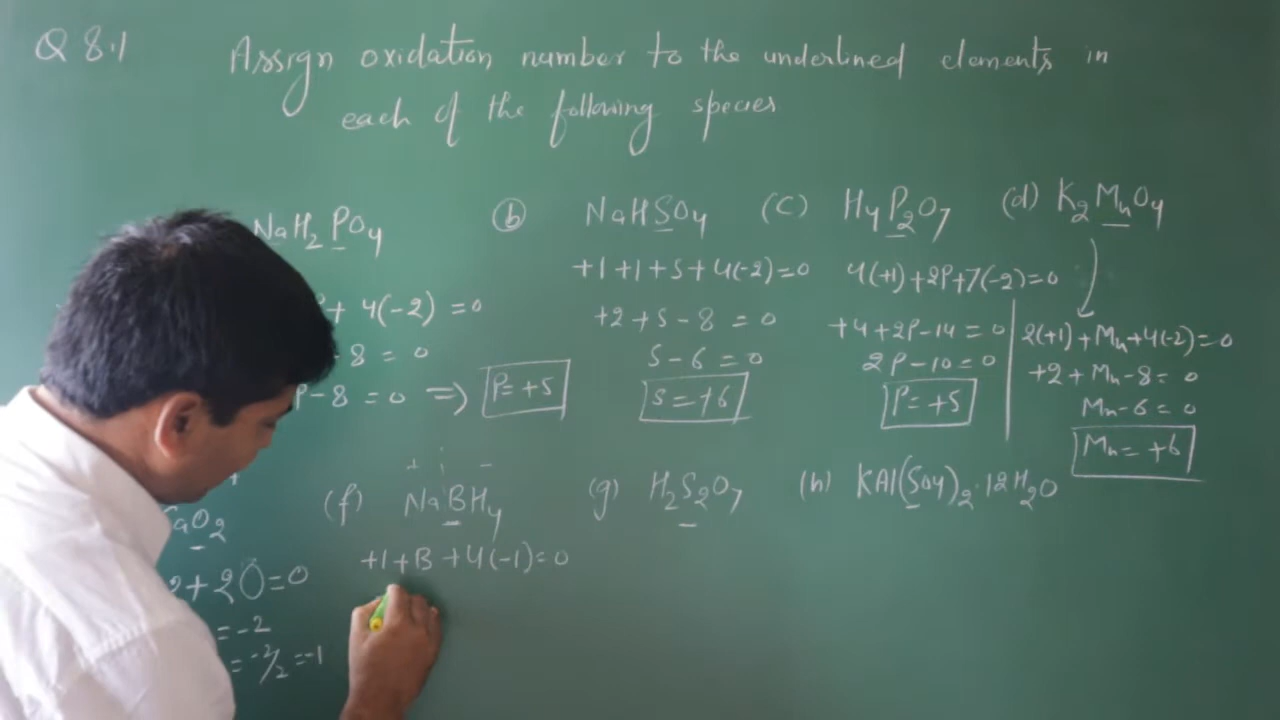 Q 8.1 Assign oxidation number to the underlined elements in
each of the following species
NaH₂PO₄ (b) NaHSO₄ (c) H₄P₂O₇ (d) K₂MnO₄
+ 4(-2) = 0
- 8 = 0
P - 8 = 0 ⇒ P = +5
+1+1+S+4(-2)=0
+2+S-8 = 0
S-6 = 0
S = +6
4(+1)+2P+7(-2)=0
+4+2P-14=0
2P-10=0
P=+5
2(+1)+Mn+4(-2)=0
+2+Mn-8=0
Mn-6=0
Mn=+6
aO₂ (f) NaBH₄ (g) H₂S₂O₇ (h) KAl(SO₄)₂.12H₂O
+ -
2+2O=0
= -2
= -2/2 = -1
+1+B+4(-1)=0